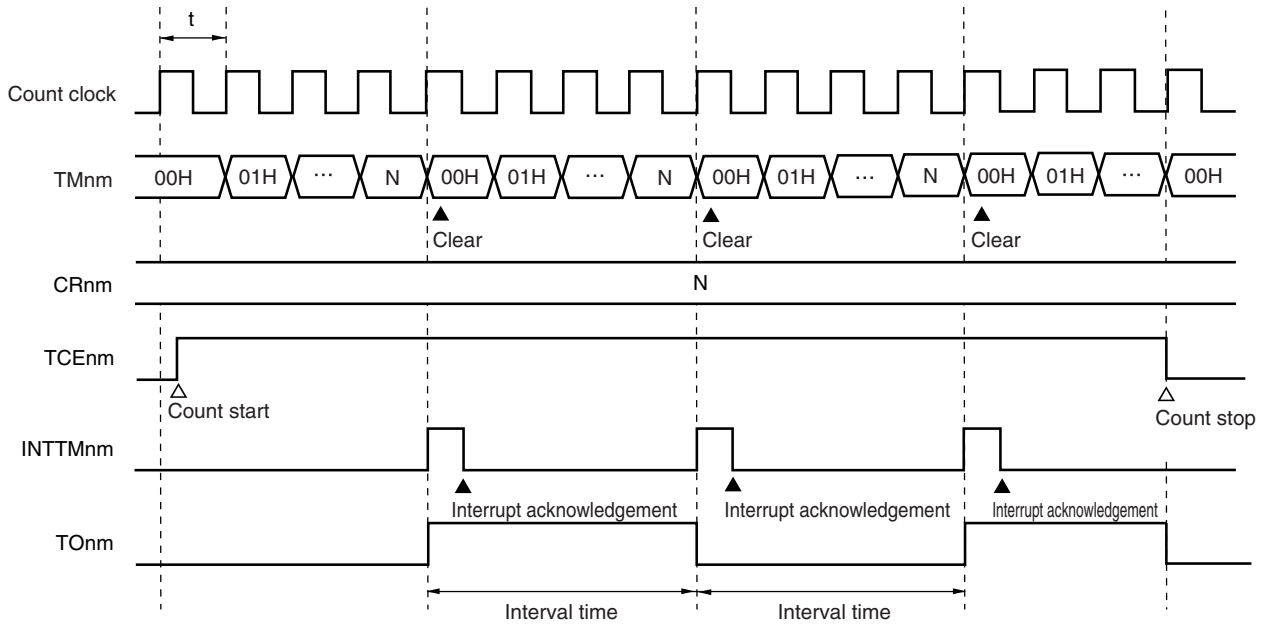 t
Count clock
TMnm 00H 01H ··· N 00H 01H ··· N 00H 01H ··· N 00H 01H ··· 00H
Clear Clear Clear
CRnm N
TCEnm
Count start Count stop
INTTMnm
Interrupt acknowledgement Interrupt acknowledgement Interrupt acknowledgement
TOnm
Interval time Interval time